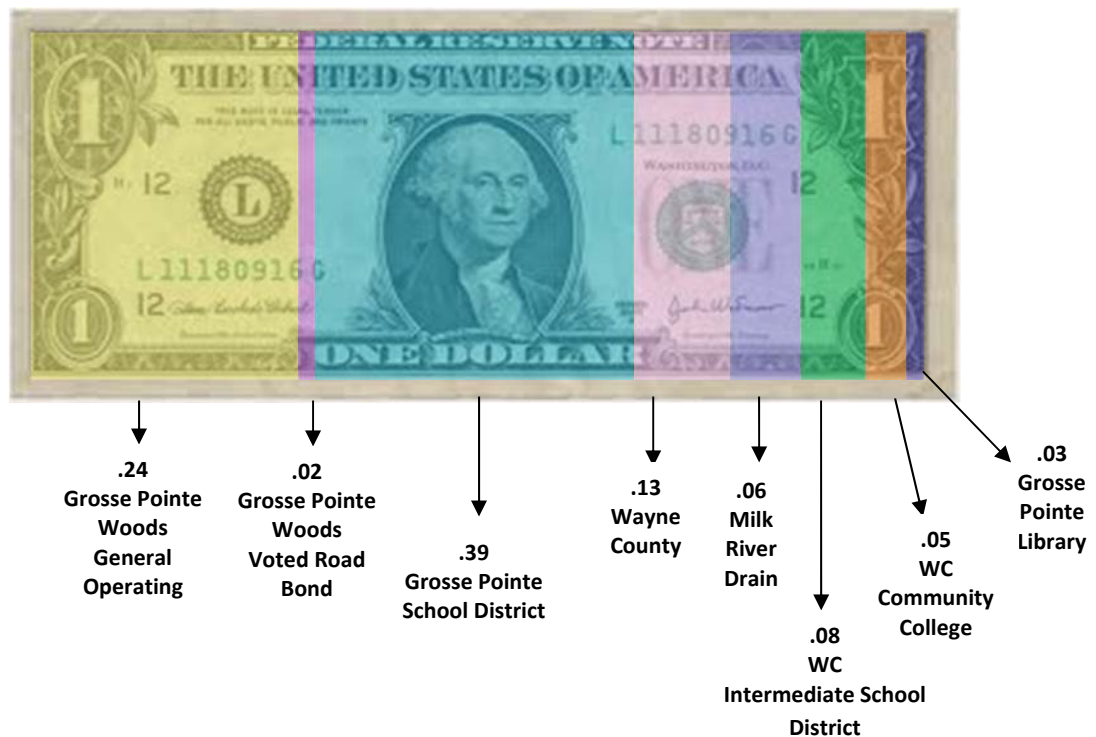 FEDERAL RESERVE NOTE
THE UNITED STATES OF AMERICA
L 11180916 G
WASHINGTON, D.C.
12
12
L
L 11180916 G
12
12
1
1
1
1
ONE DOLLAR
.24
Grosse Pointe
Woods
General
Operating
.02
Grosse Pointe
Woods
Voted Road
Bond
.39
Grosse Pointe
School District
.13
Wayne
County
.06
Milk
River
Drain
.08
WC
Intermediate School
District
.05
WC
Community
College
.03
Grosse
Pointe
Library